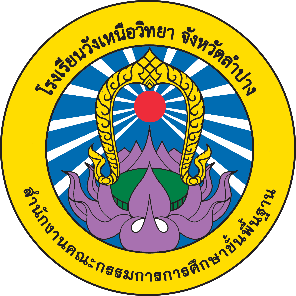 โรงเรียนวังเหนือวิทยา จังหวัดลำปาง
สำนักงานคณะกรรมการการศึกษาขั้นพื้นฐาน